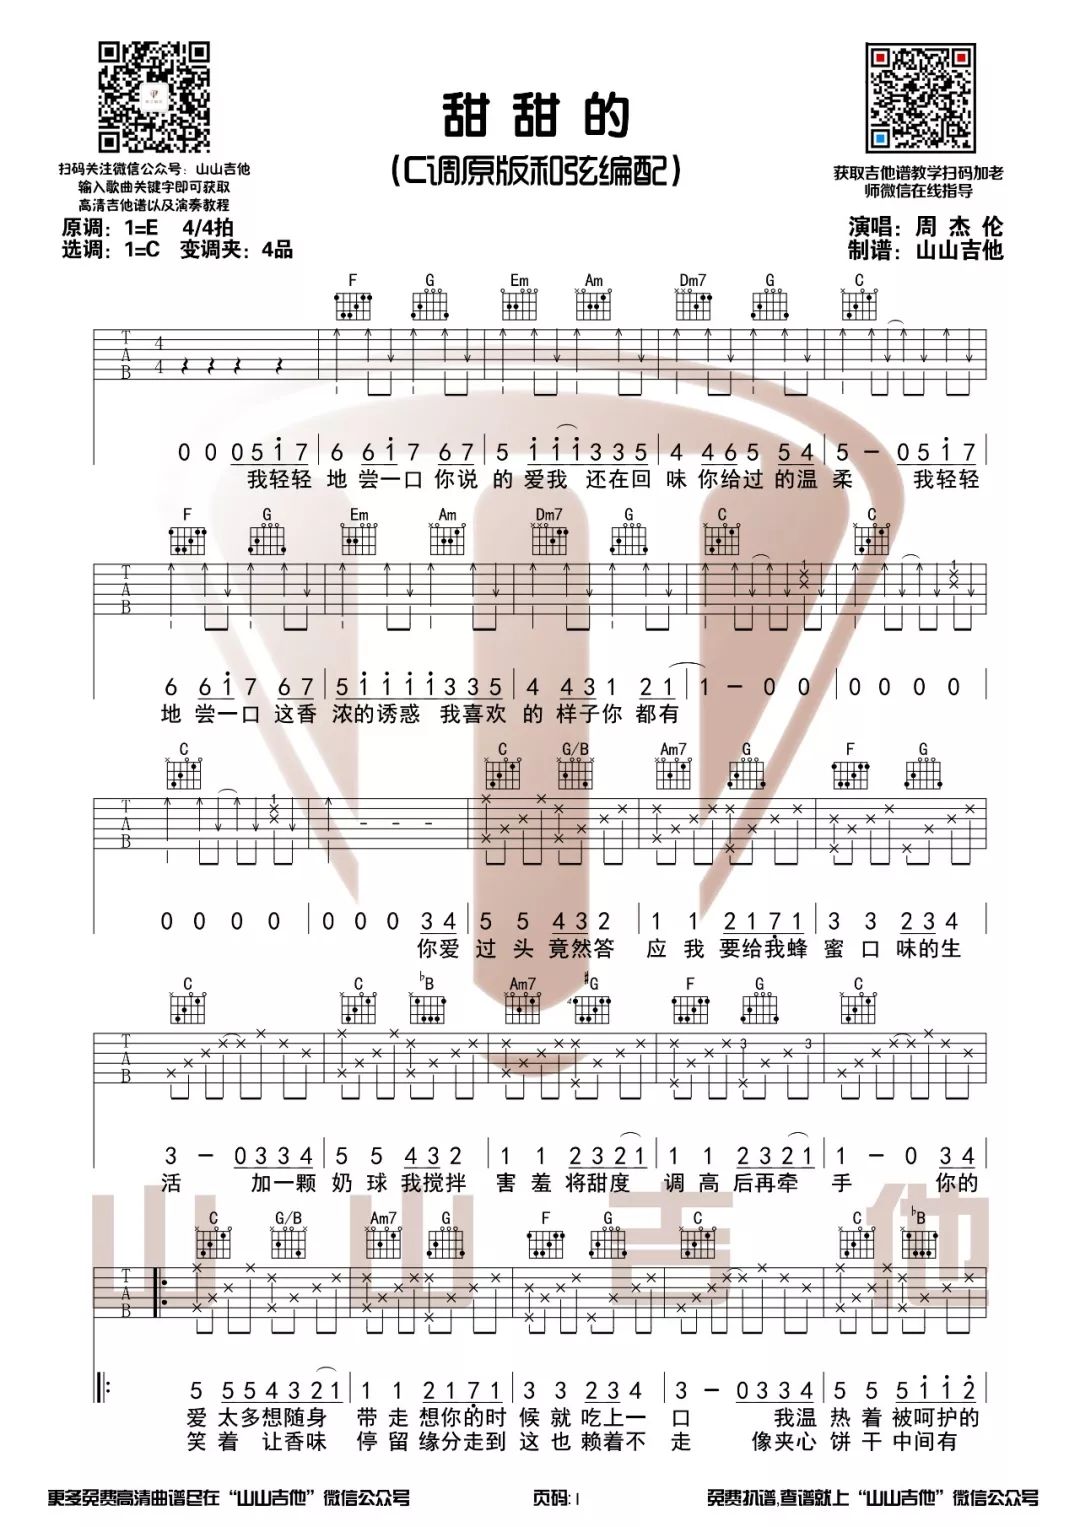 甜 甜 的
(C调原版和弦编配)
扫码关注微信公众号：山山吉他
输入歌曲关键字即可获取
高清吉他谱以及演奏教程
获取吉他谱教学扫码加老
师微信在线指导
原调：1=E 4/4拍
选调：1=C 变调夹：4品
演唱：周 杰 伦
制谱：山山吉他
F G Em Am Dm7 G C
T
A
B
4
4
0 0 0 5 1 7 6 6 1 7 6 7 5 1 1 1 3 3 5 4 4 6 5 5 4 5 - 0 5 1 7
我轻轻 地 尝一口 你说 的 爱我 还在回 味 你给过 的温 柔 我轻轻
F G Em Am Dm7 G C C
T
A
B
1 1
6 6 1 7 6 7 5 1 1 1 1 3 3 5 4 4 3 1 2 1 1 - 0 0 0 0 0 0
地 尝一口 这香 浓的诱惑 我喜欢 的 样子你 都有
C C G/B Am7 G F G
T
A
B
1
0 0 0 0 0 0 0 3 4 5 5 4 3 2 1 1 2 1 7 1 3 3 2 3 4
你爱 过 头 竟然答 应 我 要给我蜂 蜜 口 味的生
C C ♭B Am7 #G F G C
T
A
B
4
3 3
3 - 0 3 3 4 5 5 4 3 2 1 1 2 3 2 1 1 1 2 3 2 1 1 - 0 3 4
活 加一颗 奶 球 我搅拌 害 羞 将甜度 调 高 后再牵 手 你的
山山吉他
C G/B Am7 G F G C C ♭B
T
A
B
5 5 5 4 3 2 1 1 1 2 1 7 1 3 3 2 3 4 3 - 0 3 3 4 5 5 5 1 1 2
爱 太多想随身 带 走 想你的时 候 就 吃上一 口 我温 热 着 被呵护的
笑 着 让香味 停 留 缘分走到 这 也 赖着不 走 像夹心 饼 干 中间有
更多免费高清曲谱尽在“山山吉他”微信公众号
页码:1
免费扒谱,查谱就上“山山吉他”微信公众号